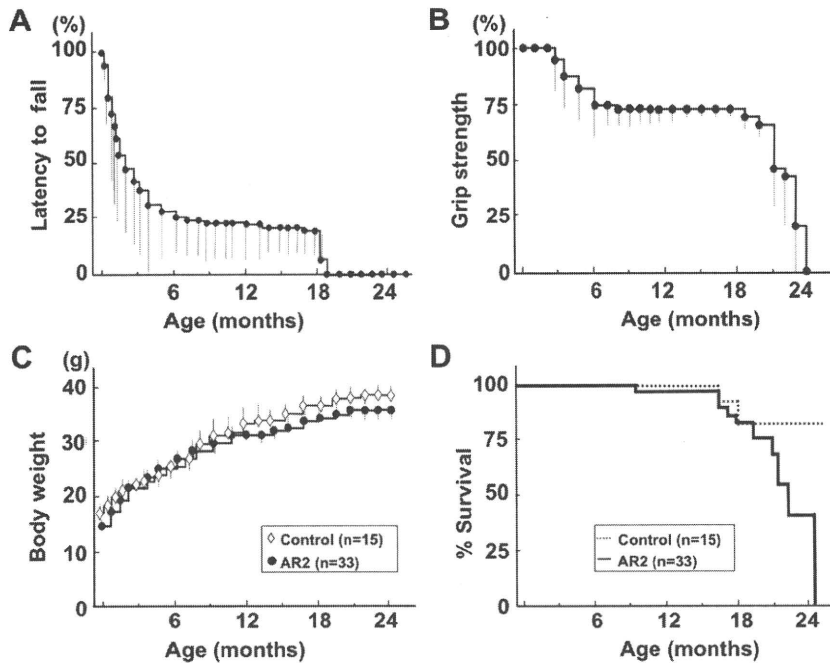 A
(%)
100
75
50
25
0
Latency to fall
6
12
18
24
Age (months)
B
(%)
100
75
50
25
0
Grip strength
6
12
18
24
Age (months)
C
(g)
40
30
20
10
0
Body weight
Control (n=15)
AR2 (n=33)
6
12
18
24
Age (months)
D
100
75
50
25
0
% Survival
Control (n=15)
AR2 (n=33)
6
12
18
24
Age (months)